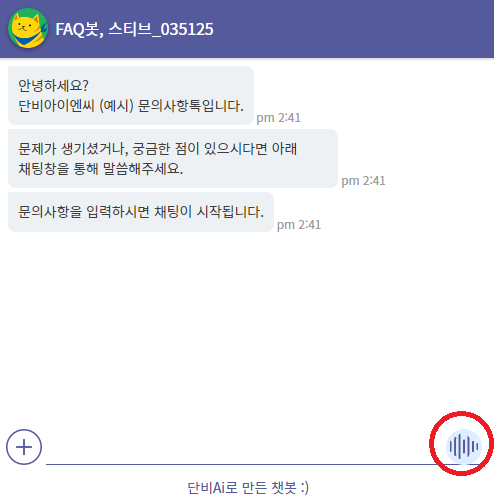 FAQ봇, 스티브_035125
안녕하세요?
단비아이엔씨 (예시) 문의사항톡입니다.
pm 2:41
문제가 생기셨거나, 궁금한 점이 있으시다면 아래
채팅창을 통해 말씀해주세요.
pm 2:41
문의사항을 입력하시면 채팅이 시작됩니다.
pm 2:41
단비Ai로 만든 챗봇 :)